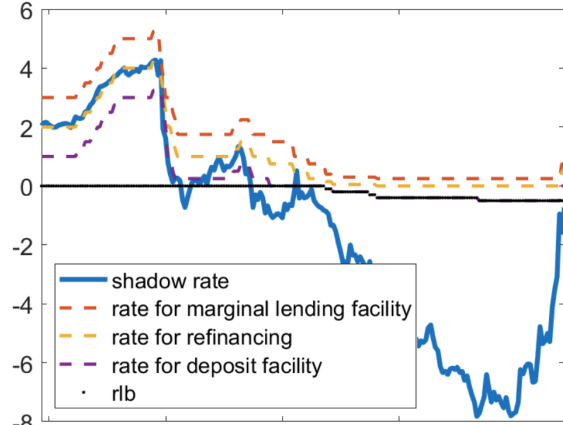 6
4
2
0
-2
-4
-6
-8
shadow rate
rate for marginal lending facility
rate for refinancing
rate for deposit facility
rlb